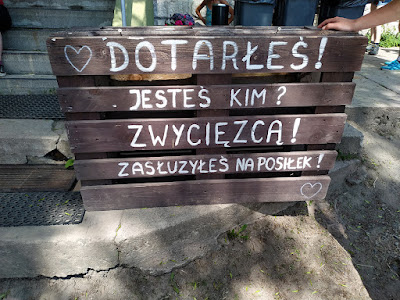 DOTARŁEŚ!
JESTEŚ KIM?
ZWYCIĘZCĄ!
ZASŁUŻYŁEŚ NA POSIŁEK!